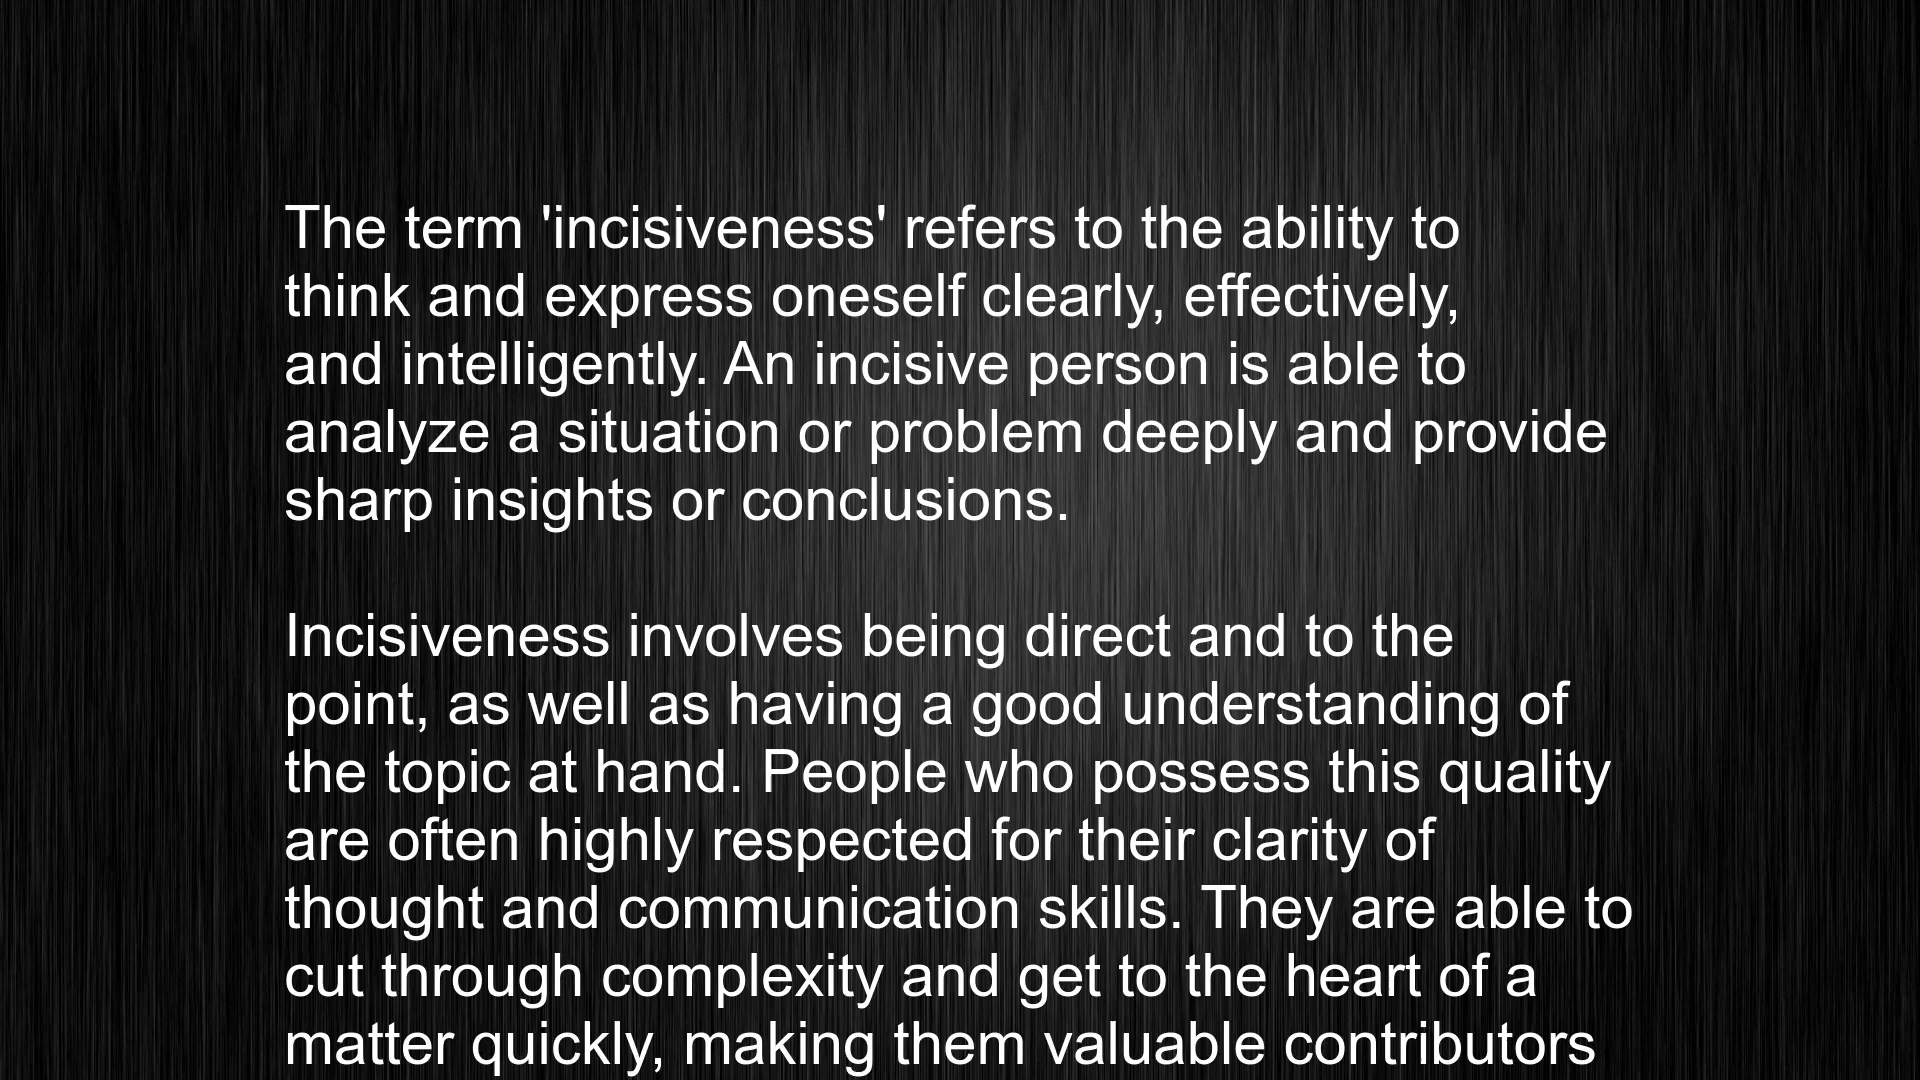 The term 'incisiveness' refers to the ability to
think and express oneself clearly, effectively,
and intelligently. An incisive person is able to
analyze a situation or problem deeply and provide
sharp insights or conclusions.
Incisiveness involves being direct and to the
point, as well as having a good understanding of
the topic at hand. People who possess this quality
are often highly respected for their clarity of
thought and communication skills. They are able to
cut through complexity and get to the heart of a
matter quickly, making them valuable contributors